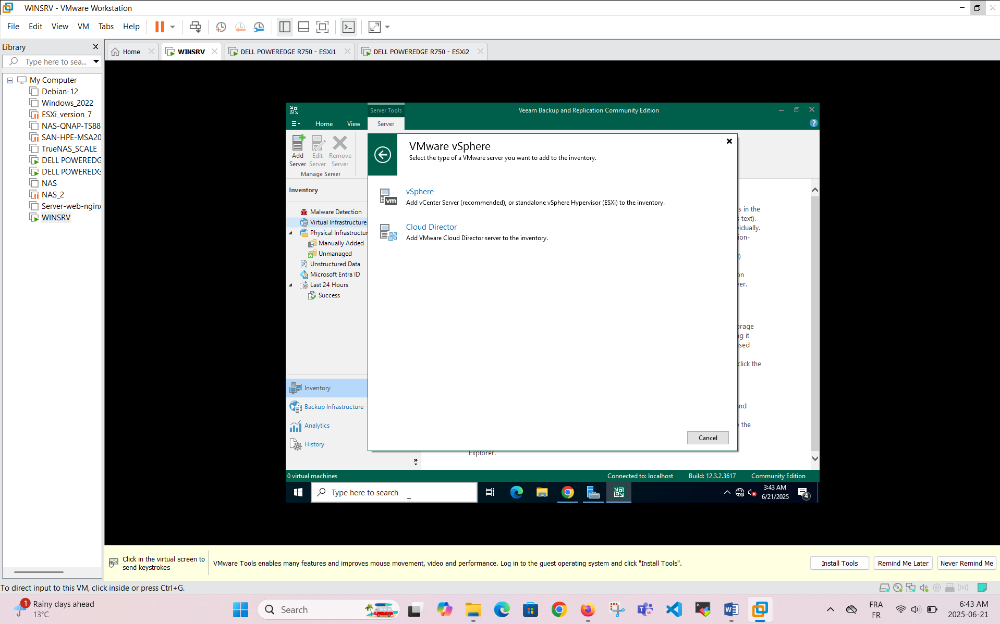 WINSRV - VMware Workstation
File Edit View VM Tabs Help
Library
Type here to sea...
My Computer
Debian-12
Windows_2022
ESXi_version_7
NAS-QNAP-TS88
SAN-HPE-MSA20
TrueNAS_SCALE
DELL POWEREDG
DELL POWEREDG
NAS
NAS_2
Server-web-nginx
WINSRV
Home
WINSRV
DELL POWEREDGE R750 - ESXi1
DELL POWEREDGE R750 - ESXi2
Server Tools
Veeam Backup and Replication Community Edition
Home View Server
Add Server
Edit Server
Remove Server
Manage Server
Inventory
Malware Detection
Virtual Infrastructure
Physical Infrastructur
Manually Added
Unmanaged
Unstructured Data
Microsoft Entra ID
Last 24 Hours
Success
Inventory
Backup Infrastructure
Analytics
History
VMware vSphere
Select the type of a VMware server you want to add to the inventory.
vm
vSphere
Add vCenter Server (recommended), or standalone vSphere Hypervisor (ESXi) to the inventory.
Cloud Director
Add VMware Cloud Director server to the inventory.
Cancel
s in the
s text).
vidually.
ion-
on
ver.
orage
ng it
ased
click the
and
e the
Explorer.
0 virtual machines
Connected to: localhost
Build: 12.3.2.3617
Community Edition
Type here to search
3:43 AM
6/21/2025
4
Click in the virtual screen to
send keystrokes
VMware Tools enables many features and improves mouse movement, video and performance. Log in to the guest operating system and click "Install Tools".
Install Tools
Remind Me Later
Never Remind Me
To direct input to this VM, click inside or press Ctrl+G.
1
Rainy days ahead
13°C
Search
FRA
FR
6:43 AM
2025-06-21